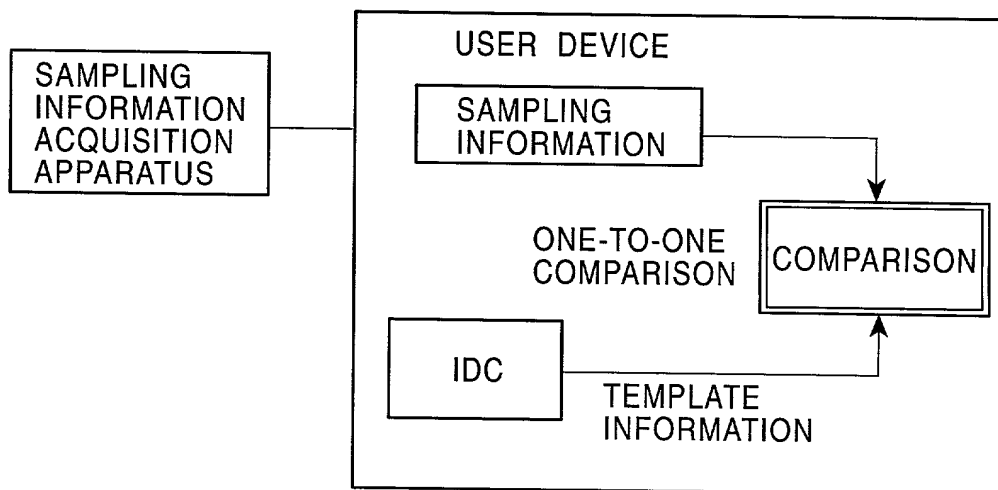 SAMPLING
INFORMATION
ACQUISITION
APPARATUS
USER DEVICE
SAMPLING
INFORMATION
ONE-TO-ONE
COMPARISON
COMPARISON
IDC
TEMPLATE
INFORMATION